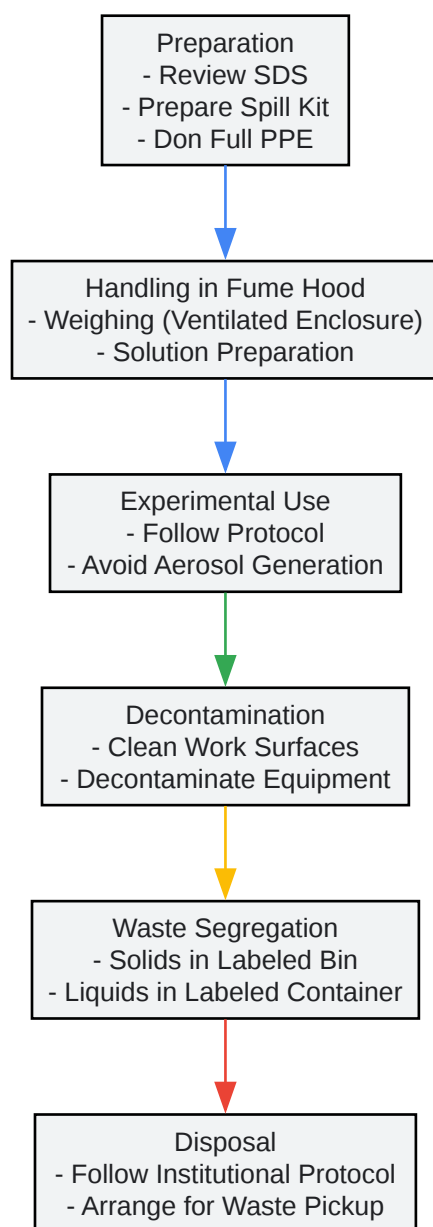 Preparation
- Review SDS
- Prepare Spill Kit
- Don Full PPE
Handling in Fume Hood
- Weighing (Ventilated Enclosure)
- Solution Preparation
Experimental Use
- Follow Protocol
- Avoid Aerosol Generation
Decontamination
- Clean Work Surfaces
- Decontaminate Equipment
Waste Segregation
- Solids in Labeled Bin
- Liquids in Labeled Container
Disposal
- Follow Institutional Protocol
- Arrange for Waste Pickup